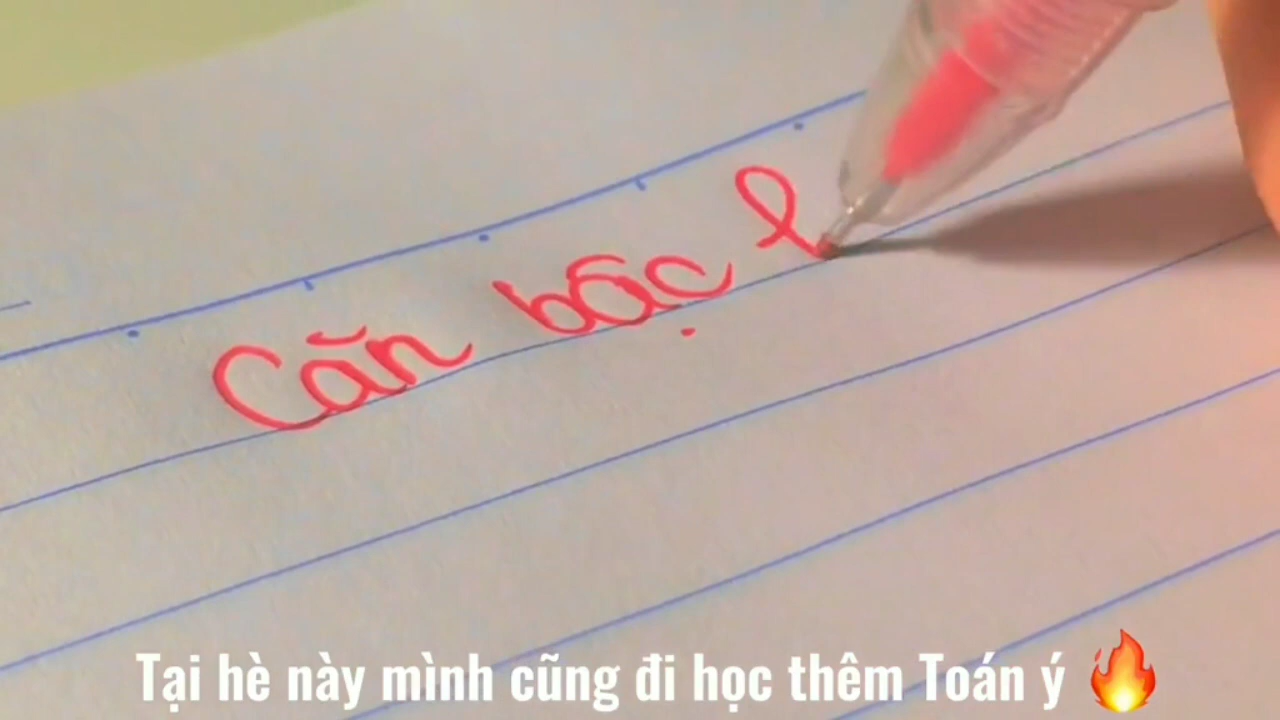 Căn bậc l
Tại hè này mình cũng đi học thêm Toán ý 🔥